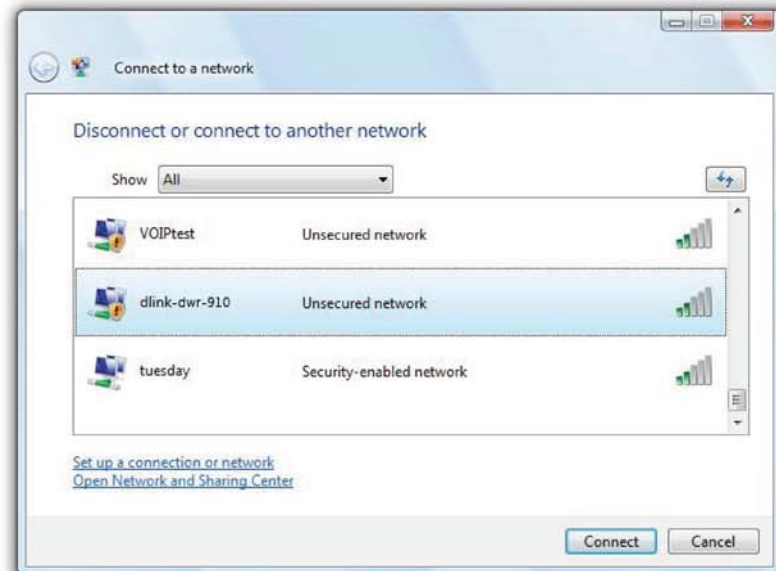 Connect to a network
Disconnect or connect to another network
Show All
VOIPtest Unsecured network
dlink-dwr-910 Unsecured network
tuesday Security-enabled network
Set up a connection or network
Open Network and Sharing Center
Connect Cancel